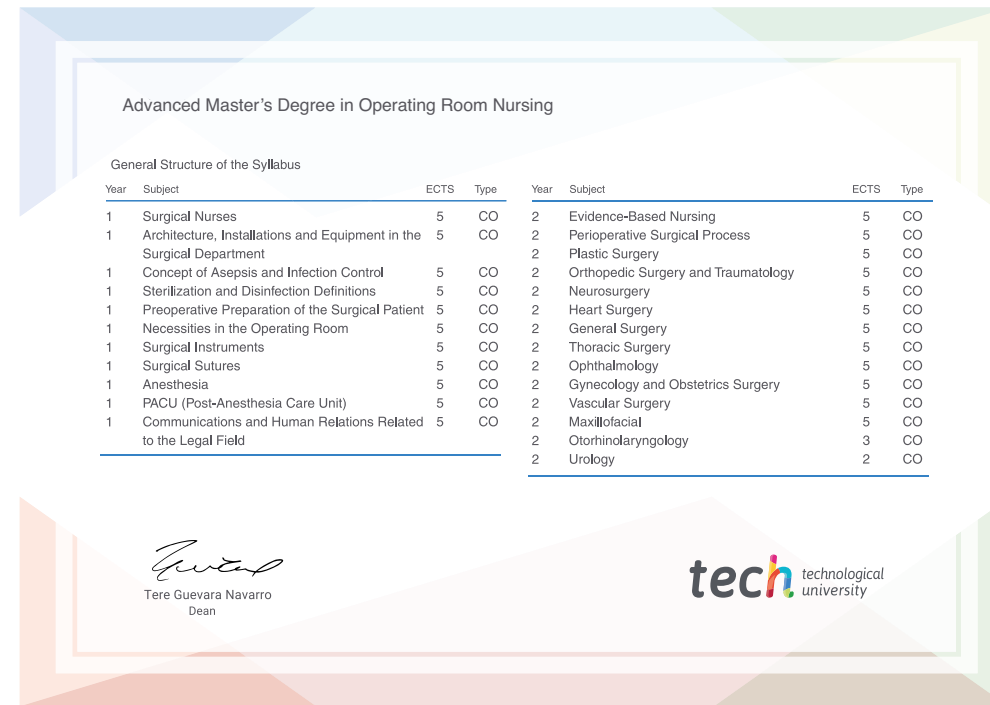 Advanced Master's Degree in Operating Room Nursing
General Structure of the Syllabus
Year Subject ECTS Type
1 Surgical Nurses 5 CO
1 Architecture, Installations and Equipment in the 5 CO
Surgical Department
1 Concept of Asepsis and Infection Control 5 CO
1 Sterilization and Disinfection Definitions 5 CO
1 Preoperative Preparation of the Surgical Patient 5 CO
1 Necessities in the Operating Room 5 CO
1 Surgical Instruments 5 CO
1 Surgical Sutures 5 CO
1 Anesthesia 5 CO
1 PACU (Post-Anesthesia Care Unit) 5 CO
1 Communications and Human Relations Related 5 CO
to the Legal Field
Year Subject ECTS Type
2 Evidence-Based Nursing 5 CO
2 Perioperative Surgical Process 5 CO
2 Plastic Surgery 5 CO
2 Orthopedic Surgery and Traumatology 5 CO
2 Neurosurgery 5 CO
2 Heart Surgery 5 CO
2 General Surgery 5 CO
2 Thoracic Surgery 5 CO
2 Ophthalmology 5 CO
2 Gynecology and Obstetrics Surgery 5 CO
2 Vascular Surgery 5 CO
2 Maxillofacial 5 CO
2 Otorhinolaryngology 3 CO
2 Urology 2 CO
Tere Guevara Navarro
Dean
tech technological
university